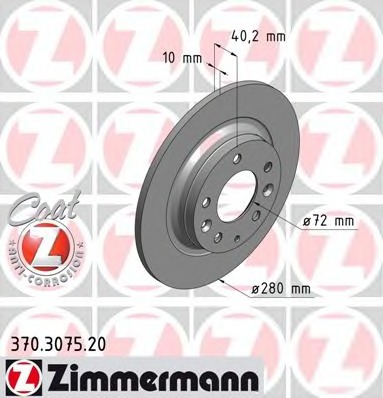 40,2 mm
10 mm
ø72 mm
ø280 mm
Coat
Z
ANTI-CORROSION
370.3075.20
Z Zimmermann